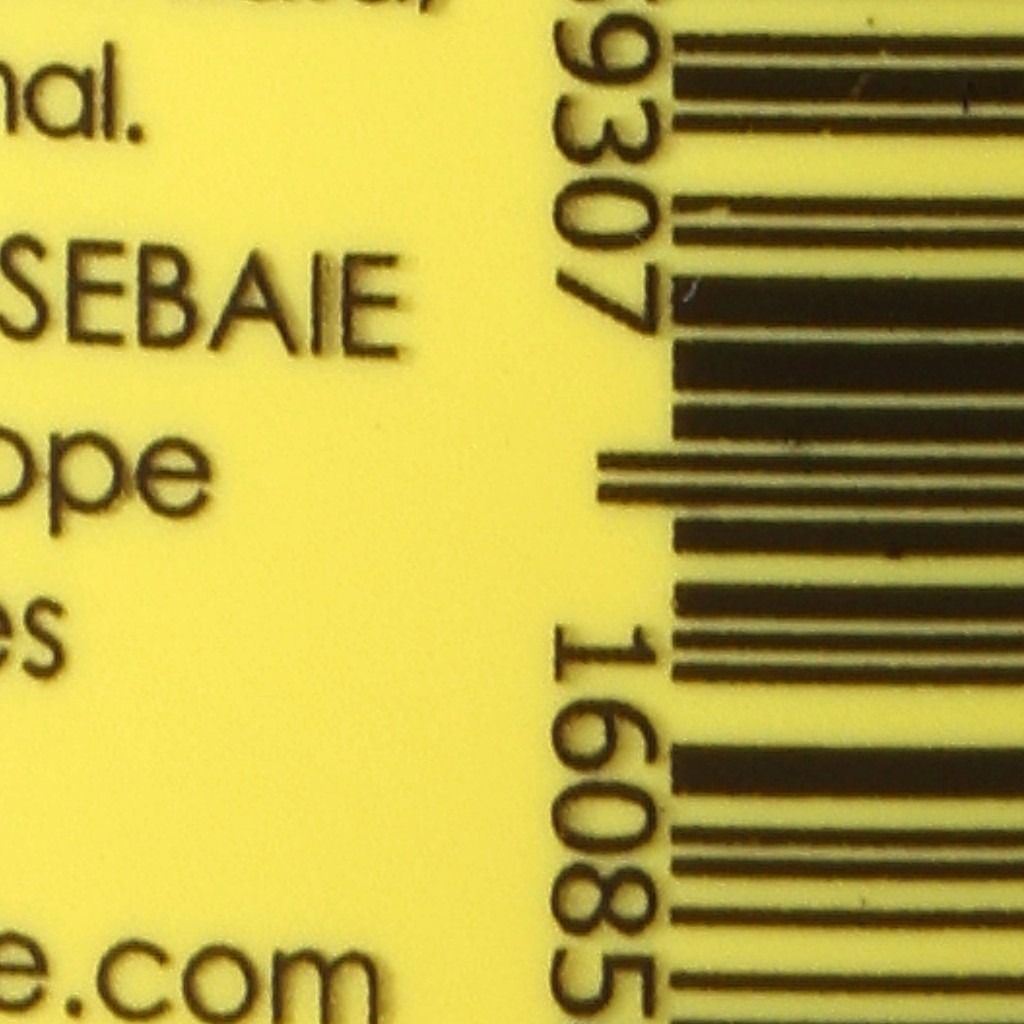 nal.
SEBAIE
ope
es
e.com
9307
16085